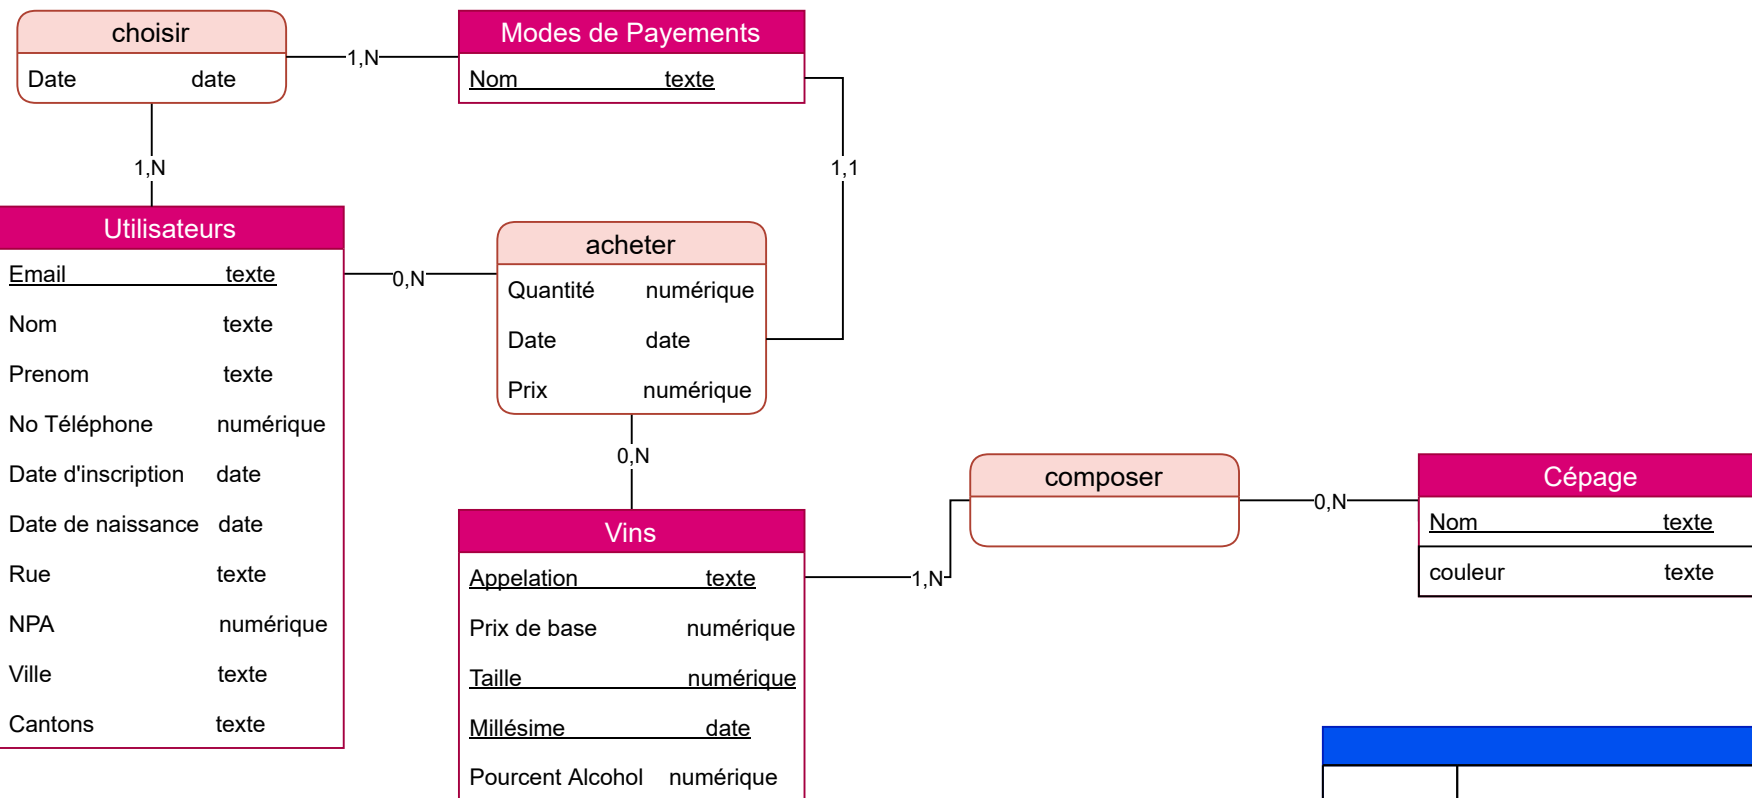 choisir
Date date
1,N
Modes de Payements
Nom texte
1,N
1,1
Utilisateurs
Email texte
Nom texte
Prenom texte
No Téléphone numérique
Date d'inscription date
Date de naissance date
Rue texte
NPA numérique
Ville texte
Cantons texte
0,N
acheter
Quantité numérique
Date date
Prix numérique
0,N
Vins
Appelation texte
Prix de base numérique
Taille numérique
Millésime date
Pourcent Alcohol numérique
1,N
composer
0,N
Cépage
Nom texte
couleur texte